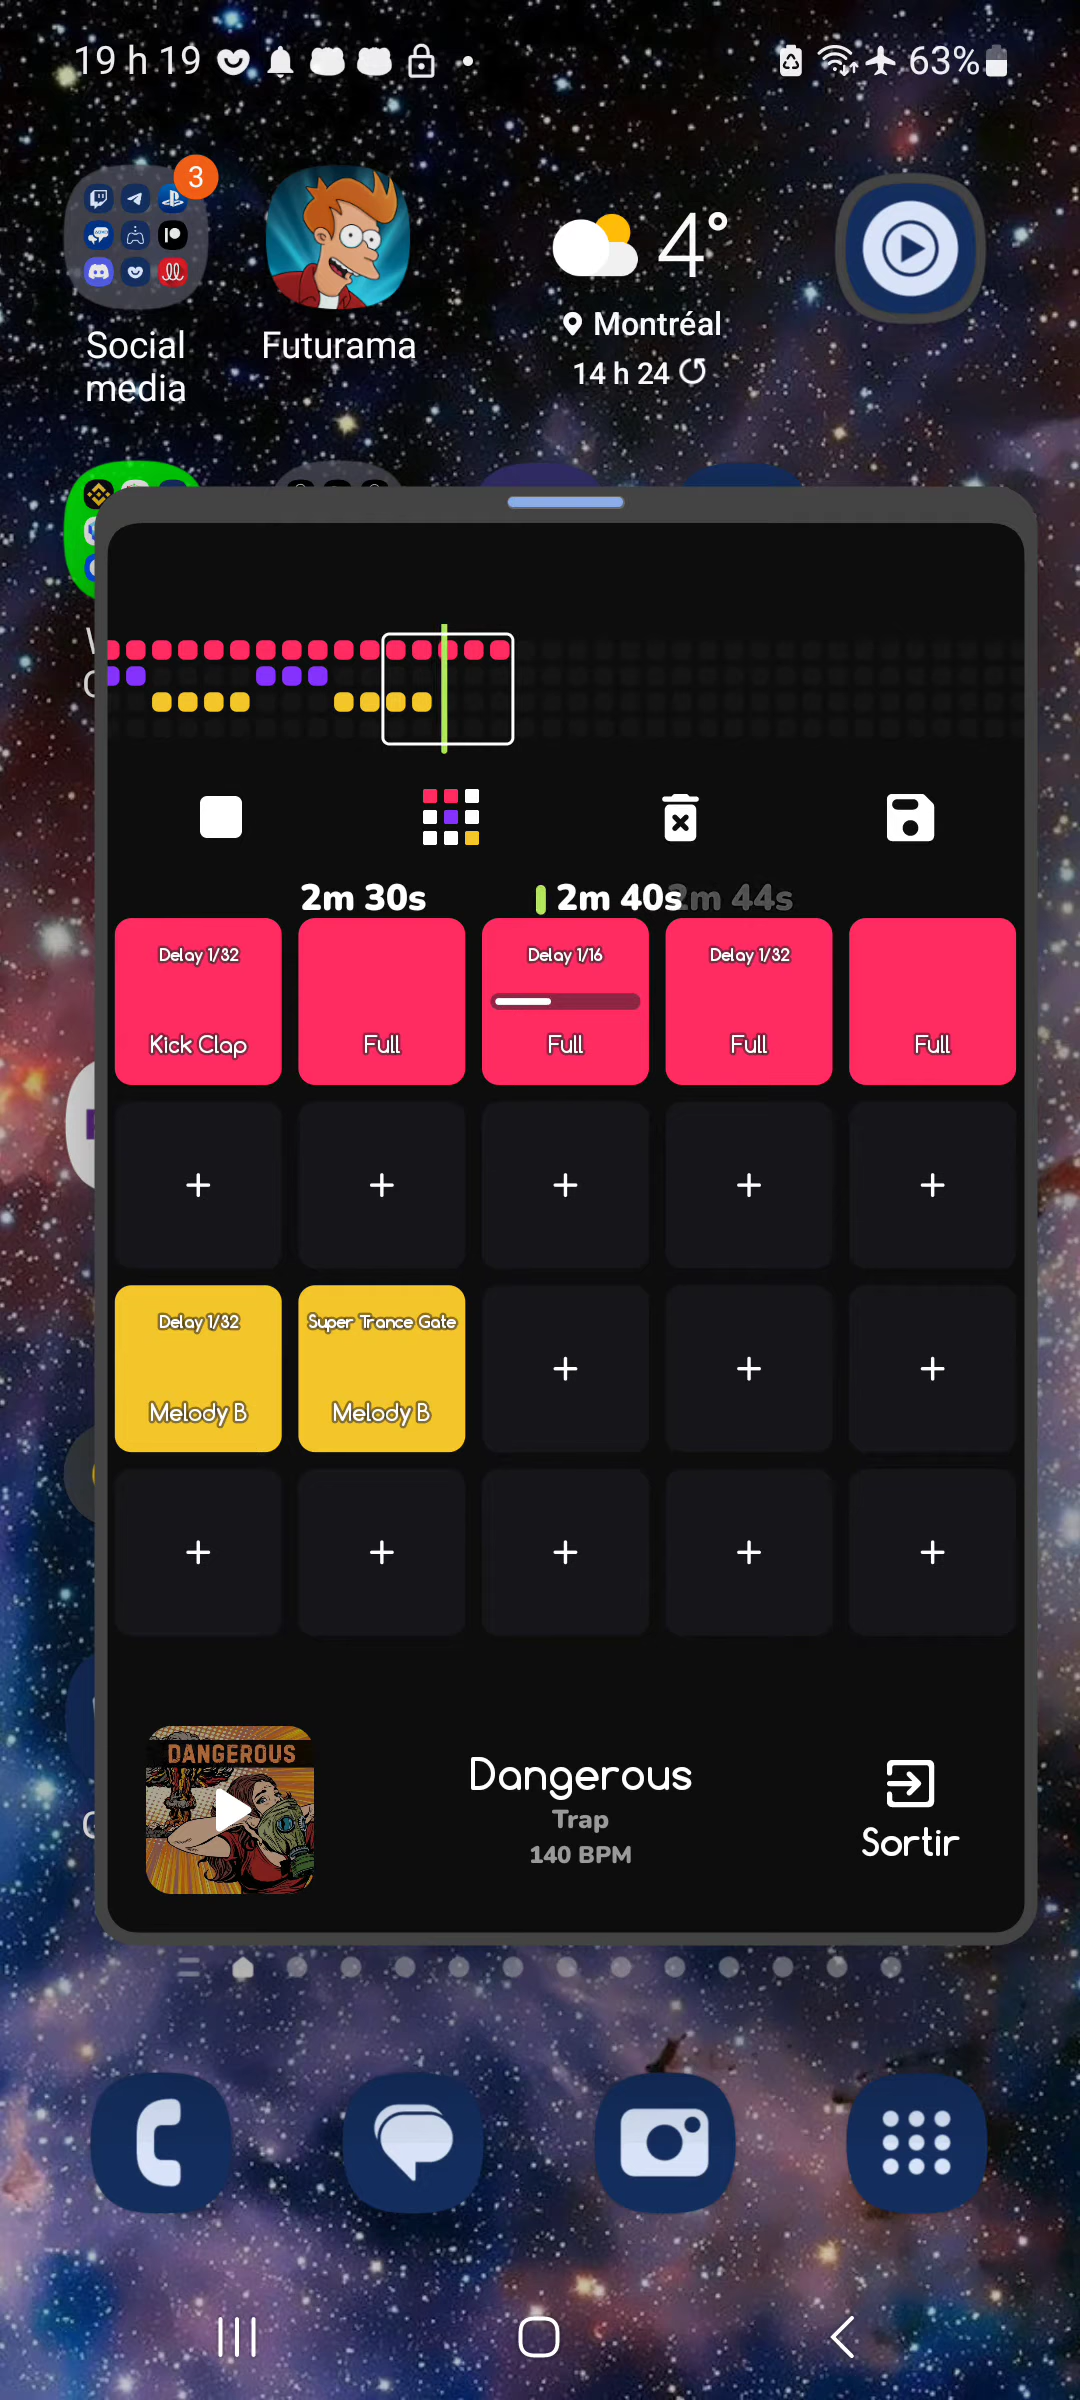 19 h 19
63%
3
Social
media
Futurama
4°
Montréal
14 h 24
2m 30s
2m 40s
2m 44s
Delay 1/32
Delay 1/16
Delay 1/32
Kick Clap
Full
Full
Full
Full
Delay 1/32
Super Trance Gate
Melody B
Melody B
DANGEROUS
Dangerous
Trap
140 BPM
Sortir